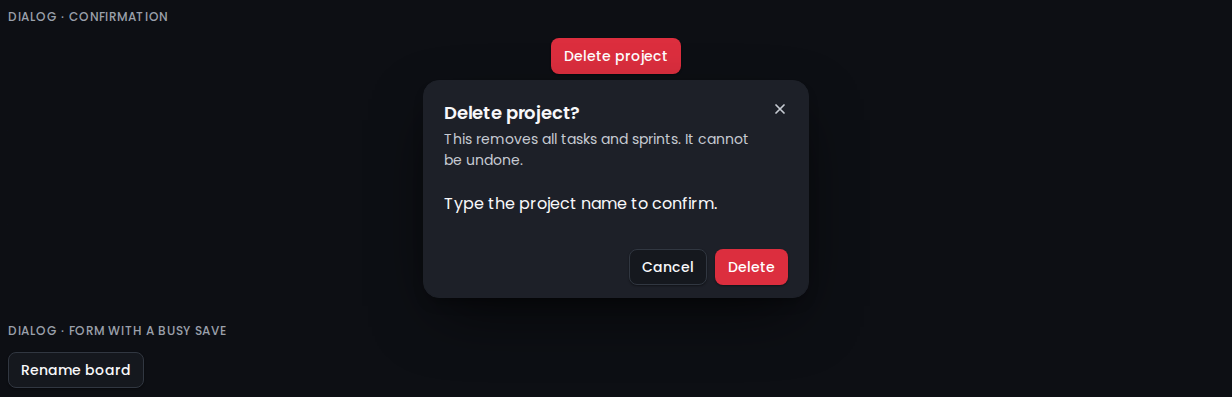 DIALOG · CONFIRMATION
Delete project
Delete project?
This removes all tasks and sprints. It cannot
be undone.
Type the project name to confirm.
Cancel
Delete
DIALOG · FORM WITH A BUSY SAVE
Rename board